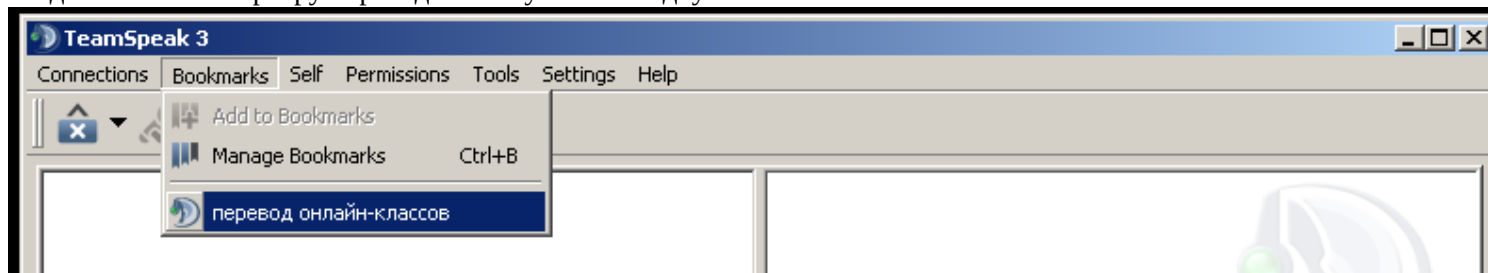 TeamSpeak 3
Connections Bookmarks Self Permissions Tools Settings Help
Add to Bookmarks
Manage Bookmarks Ctrl+B
перевод онлайн-классов